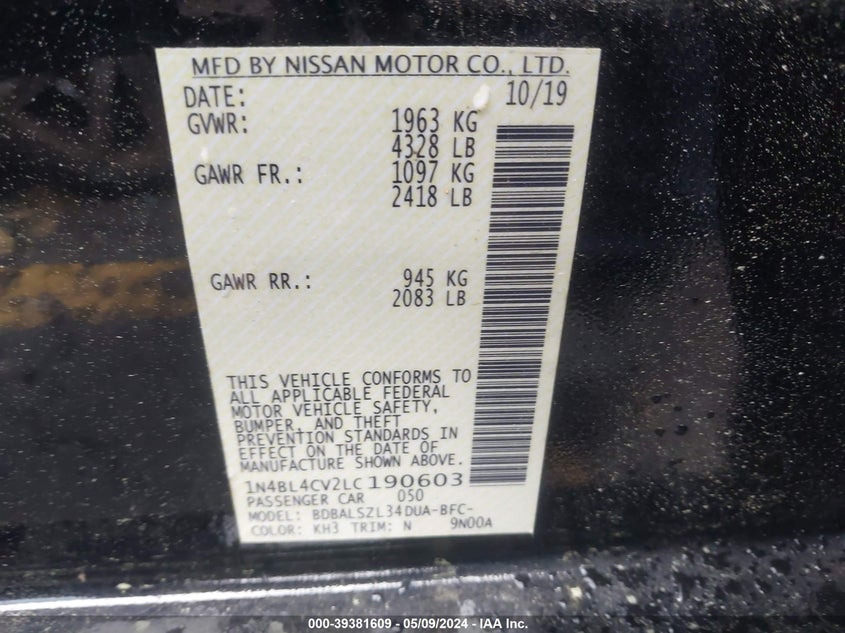 MFD BY NISSAN MOTOR CO., LTD.
DATE: 10/19
GVWR: 1963 KG
4328 LB
GAWR FR.: 1097 KG
2418 LB
GAWR RR.: 945 KG
2083 LB
THIS VEHICLE CONFORMS TO
ALL APPLICABLE FEDERAL
MOTOR VEHICLE SAFETY,
BUMPER, AND THEFT
PREVENTION STANDARDS IN
EFFECT ON THE DATE OF
MANUFACTURE SHOWN ABOVE.
1N4BL4CV2LC190603
PASSENGER CAR 050
MODEL: BDBALSZL34DUA-BFC-
COLOR: KH3 TRIM: N 9N00A
000-39381609 - 05/09/2024 - IAA Inc.